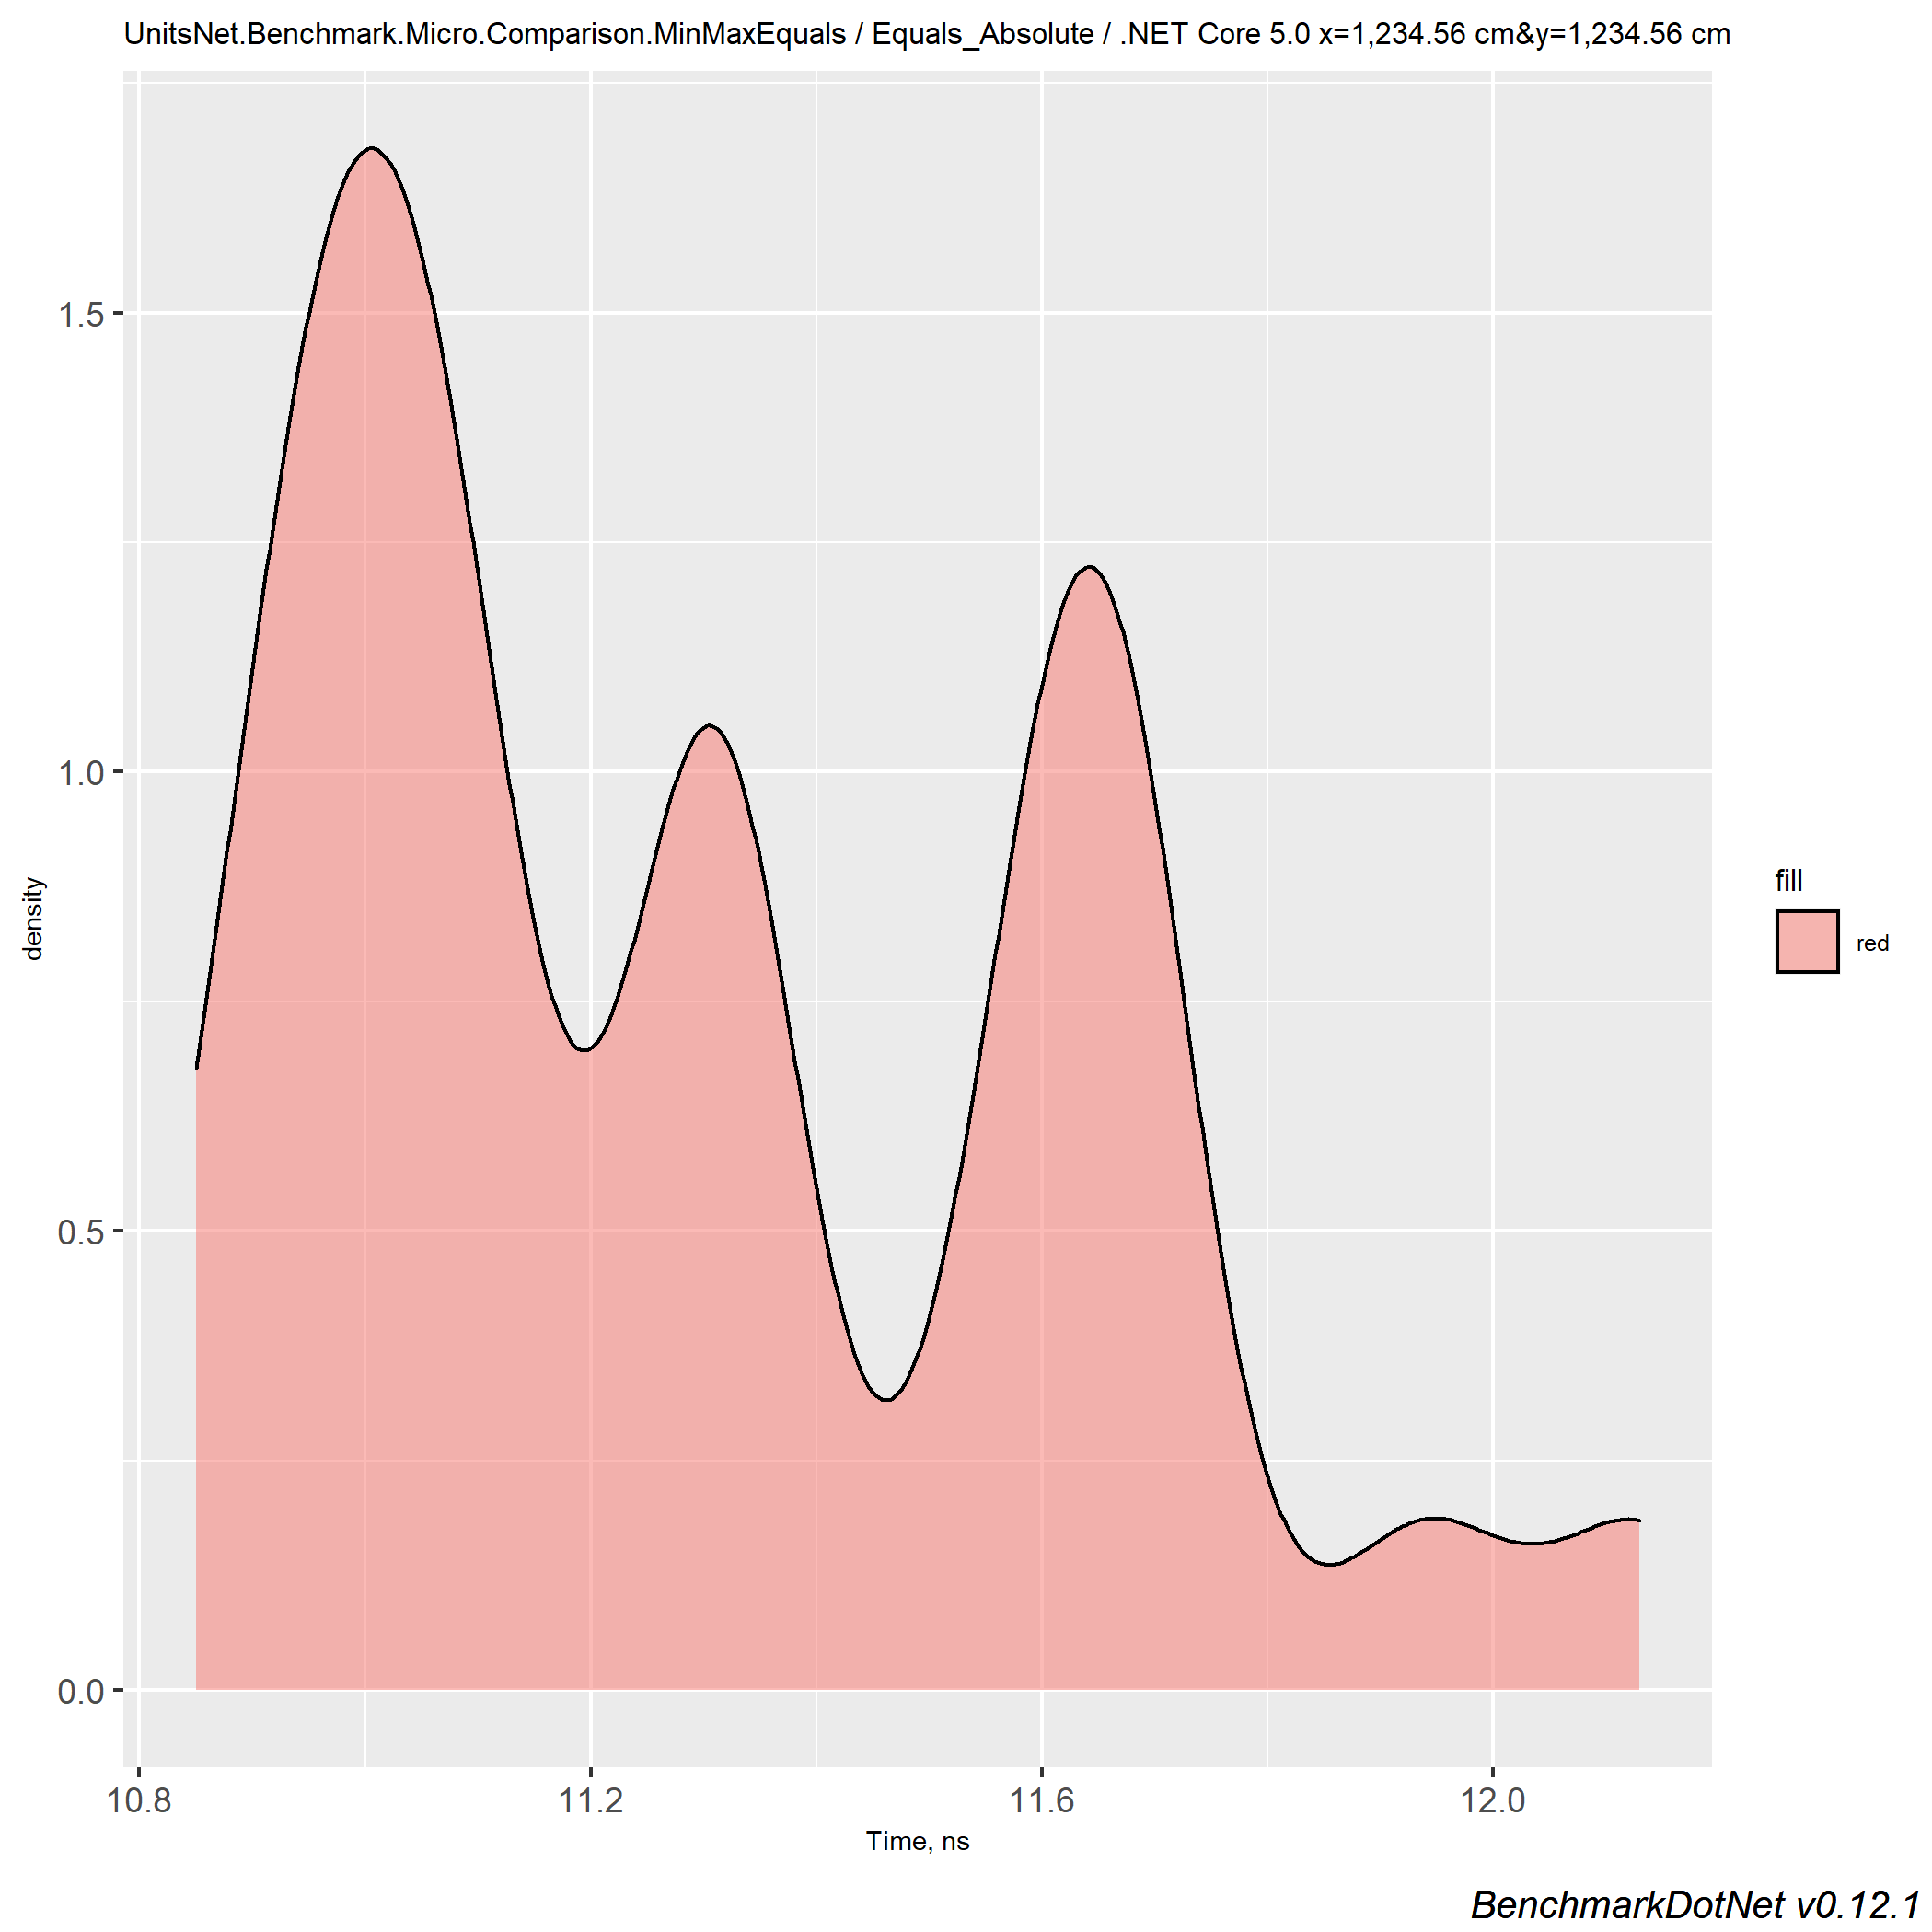 UnitsNet.Benchmark.Micro.Comparison.MinMaxEquals / Equals_Absolute / .NET Core 5.0 x=1,234.56 cm&y=1,234.56 cm
1.5
1.0
0.5
0.0
density
10.8 11.2 11.6 12.0
Time, ns
fill
red
BenchmarkDotNet v0.12.1